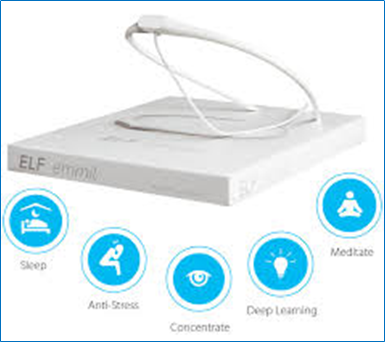 ELF emmit
ELF
Sleep
Anti-Stress
Concentrate
Deep Learning
Meditate